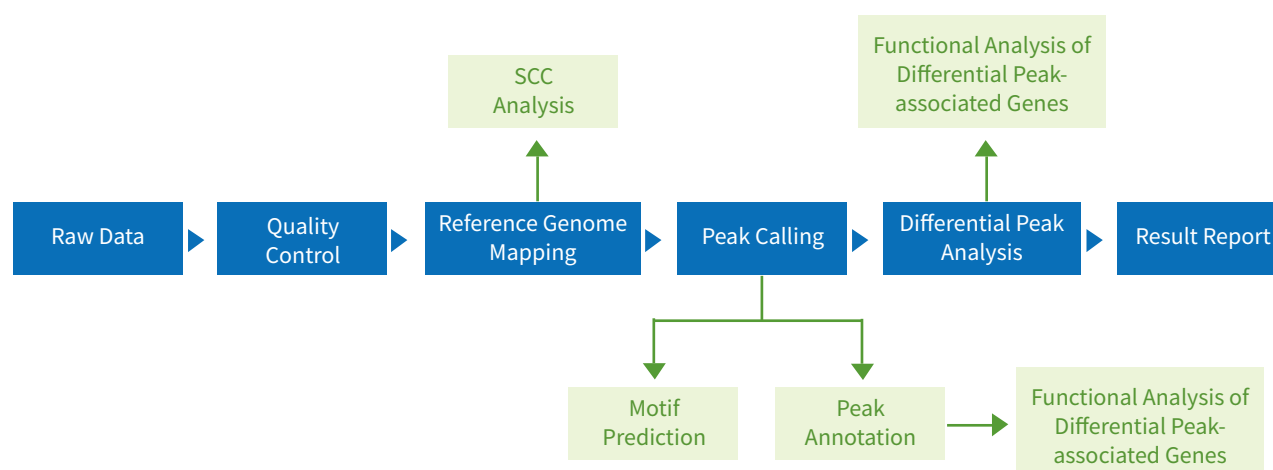 Functional Analysis of
Differential Peak-
associated Genes
SCC
Analysis
Raw Data
Quality
Control
Reference Genome
Mapping
Peak Calling
Differential Peak
Analysis
Result Report
Motif
Prediction
Peak
Annotation
Functional Analysis of
Differential Peak-
associated Genes